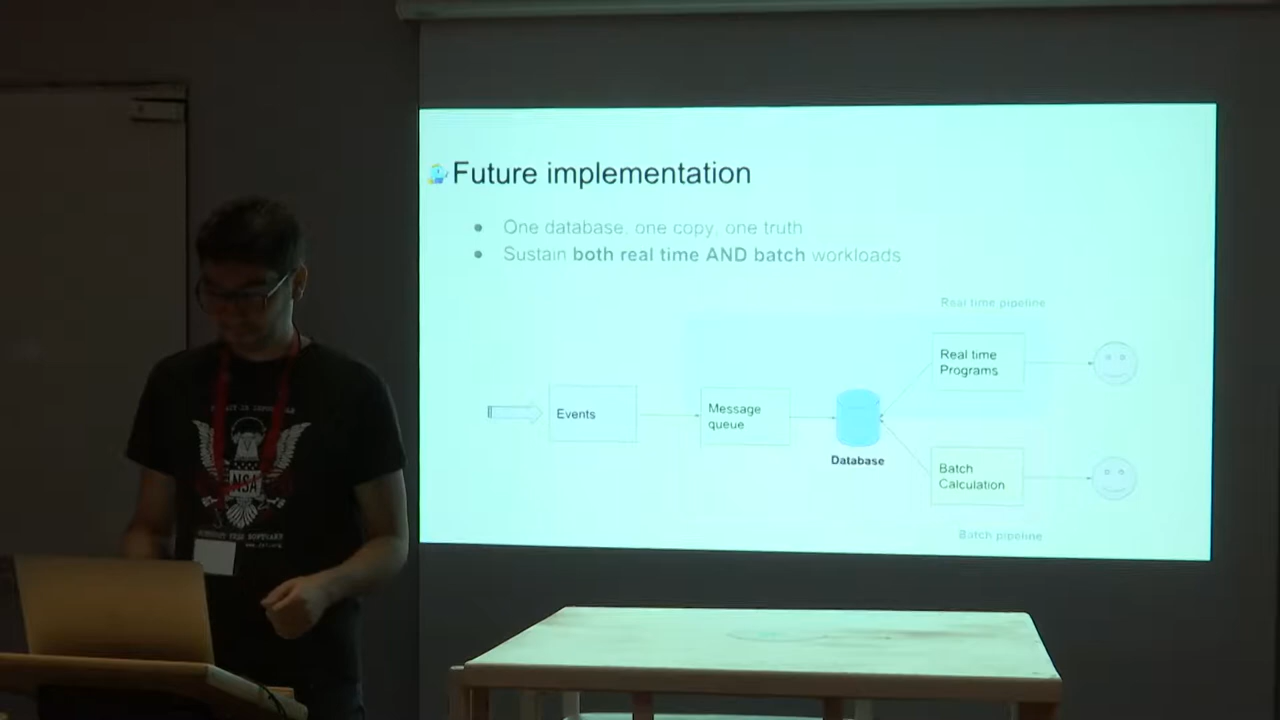 Future implementation
One database, one copy, one truth
Sustain both real time AND batch workloads
Real time pipeline
Real time
Programs
Events
Message
queue
Database
Batch
Calculation
Batch pipeline
NSA